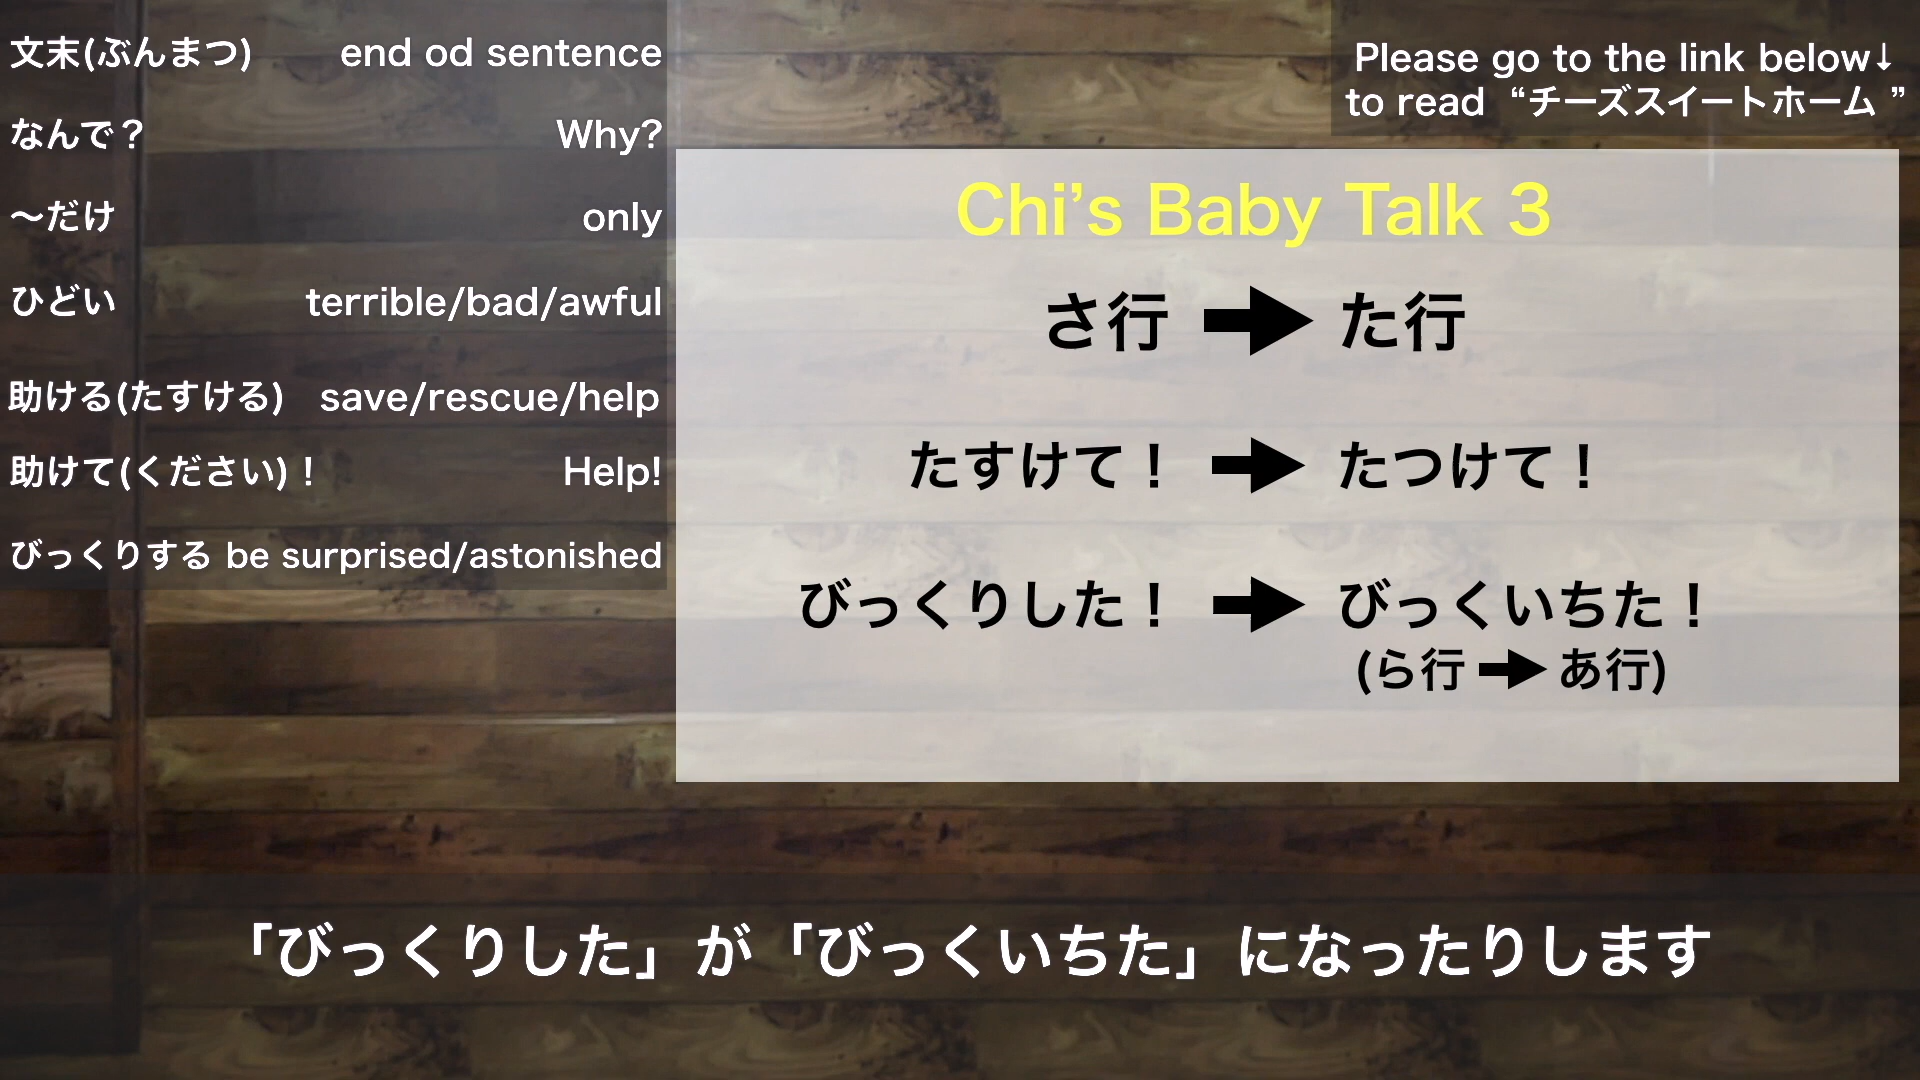 文末(ぶんまつ) end od sentence
なんで？ Why?
〜だけ only
ひどい terrible/bad/awful
助ける(たすける) save/rescue/help
助けて(ください)！ Help!
びっくりする be surprised/astonished
Please go to the link below↓
to read “チーズスイートホーム ”
Chi’s Baby Talk 3
さ行 ➡ た行
たすけて！ ➡ たつけて！
びっくりした！ ➡ びっくいちた！
(ら行 ➡ あ行)
「びっくりした」が「びっくいちた」になったりします